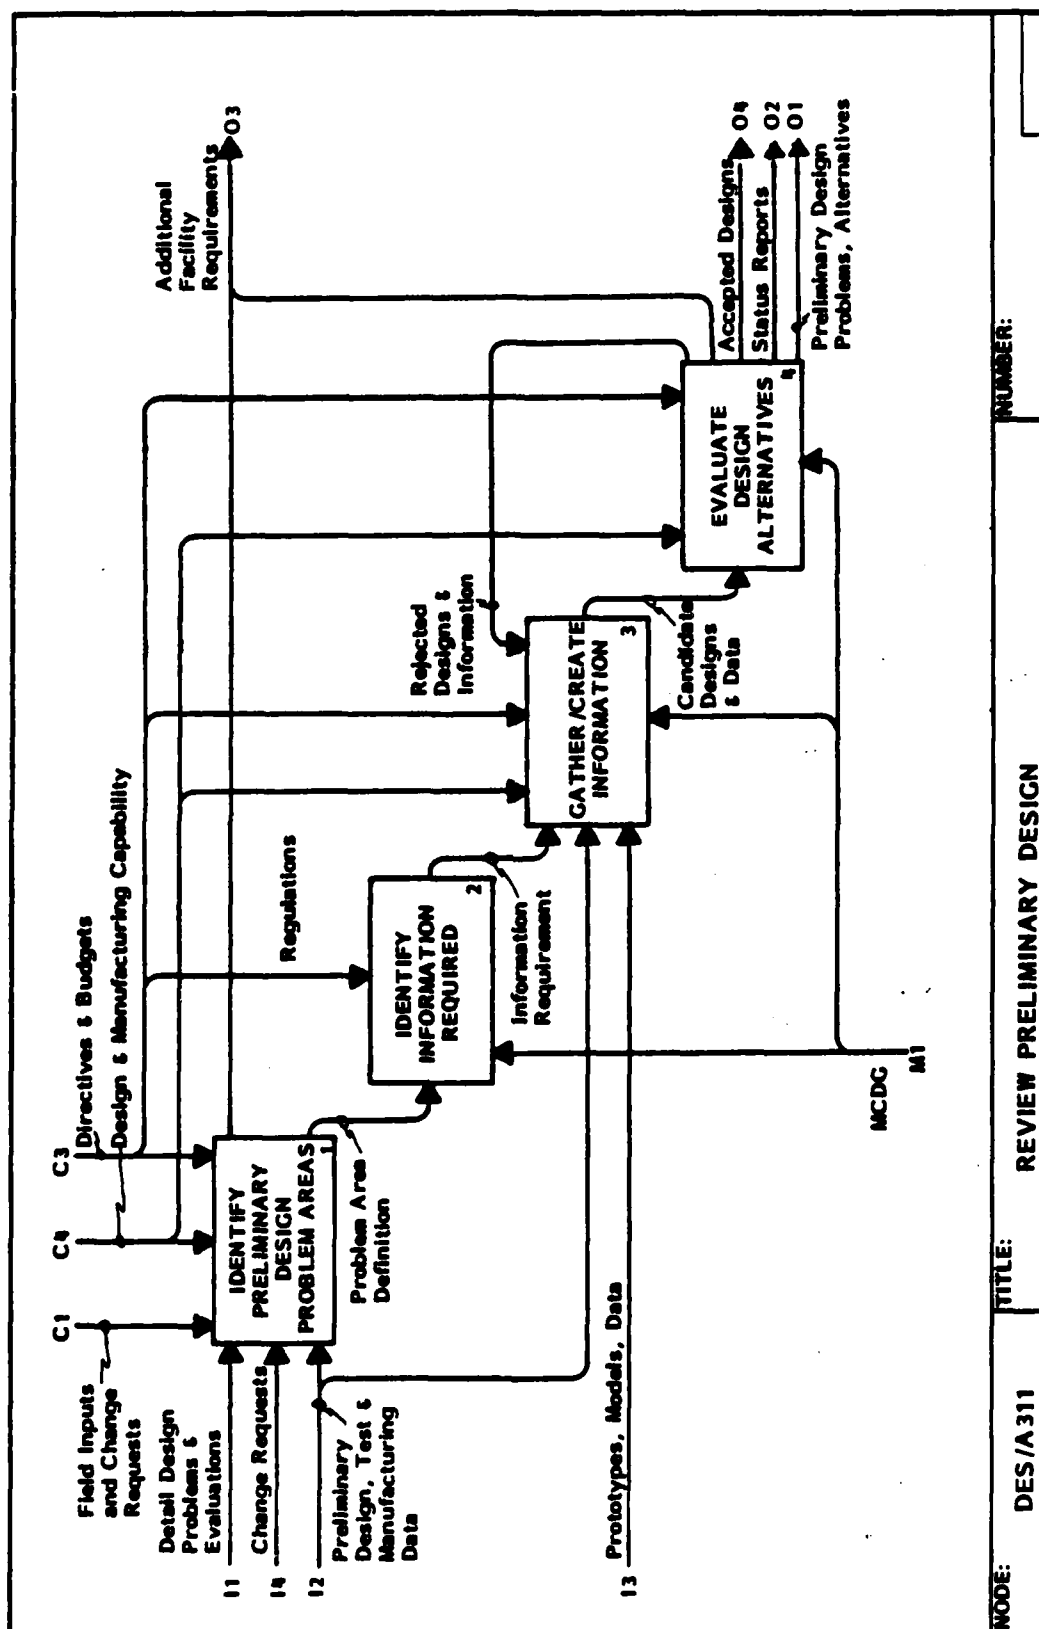 C1
C4
C3
Field Inputs
and Change
Requests
Directives & Budgets
Design & Manufacturing Capability
Detail Design
Problems &
Evaluations
I1
Change Requests
I4
I2
Preliminary
Design, Test &
Manufacturing
Data
IDENTIFY
PRELIMINARY
DESIGN
PROBLEM AREAS
1
Problem Area
Definition
Regulations
IDENTIFY
INFORMATION
REQUIRED
2
Information
Requirement
Rejected
Designs &
Information
GATHER/CREATE
INFORMATION
3
Candidate
Designs
& Data
EVALUATE
DESIGN
ALTERNATIVES
4
Additional
Facility
Requirements
O3
Accepted Designs
O4
Status Reports
O2
O1
Preliminary Design
Problems, Alternatives
Prototypes, Models, Data
I3
MCDG
M1
NODE:
DES/A311
TITLE:
REVIEW PRELIMINARY DESIGN
NUMBER: